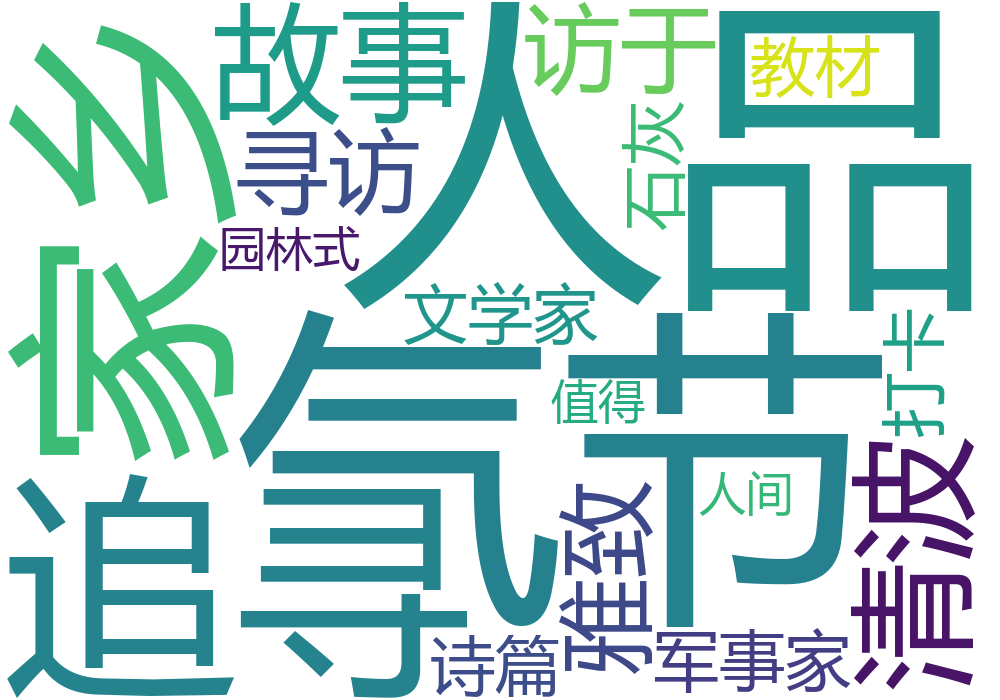 故事
人品
访于
教材
家乡
寻访
石灰
园林式
文学家
气节
打卡
值得
追寻
人间
雅致
清波
诗篇
军事家